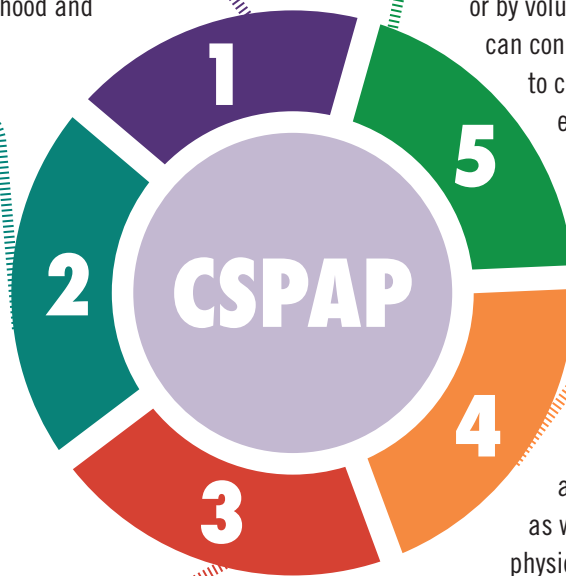 hood and
or by volu
can con
to c
e
1
5
2
CSPAP
4
3
a
as w
physi